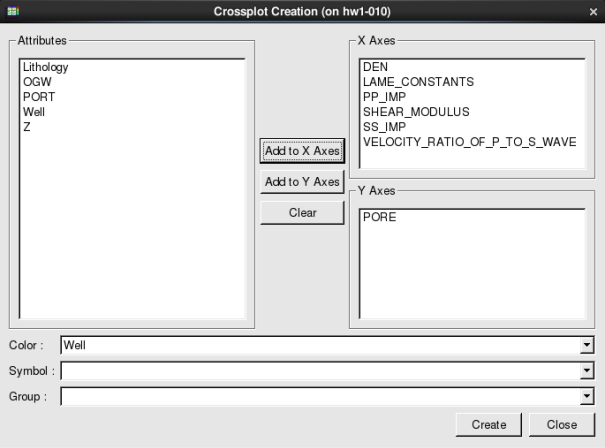 Crossplot Creation (on hw1-010)
Attributes
Lithology
OGW
PORT
Well
Z
Add to X Axes
Add to Y Axes
Clear
X Axes
DEN
LAME_CONSTANTS
PP_IMP
SHEAR_MODULUS
SS_IMP
VELOCITY_RATIO_OF_P_TO_S_WAVE
Y Axes
PORE
Color : Well
Symbol :
Group :
Create Close